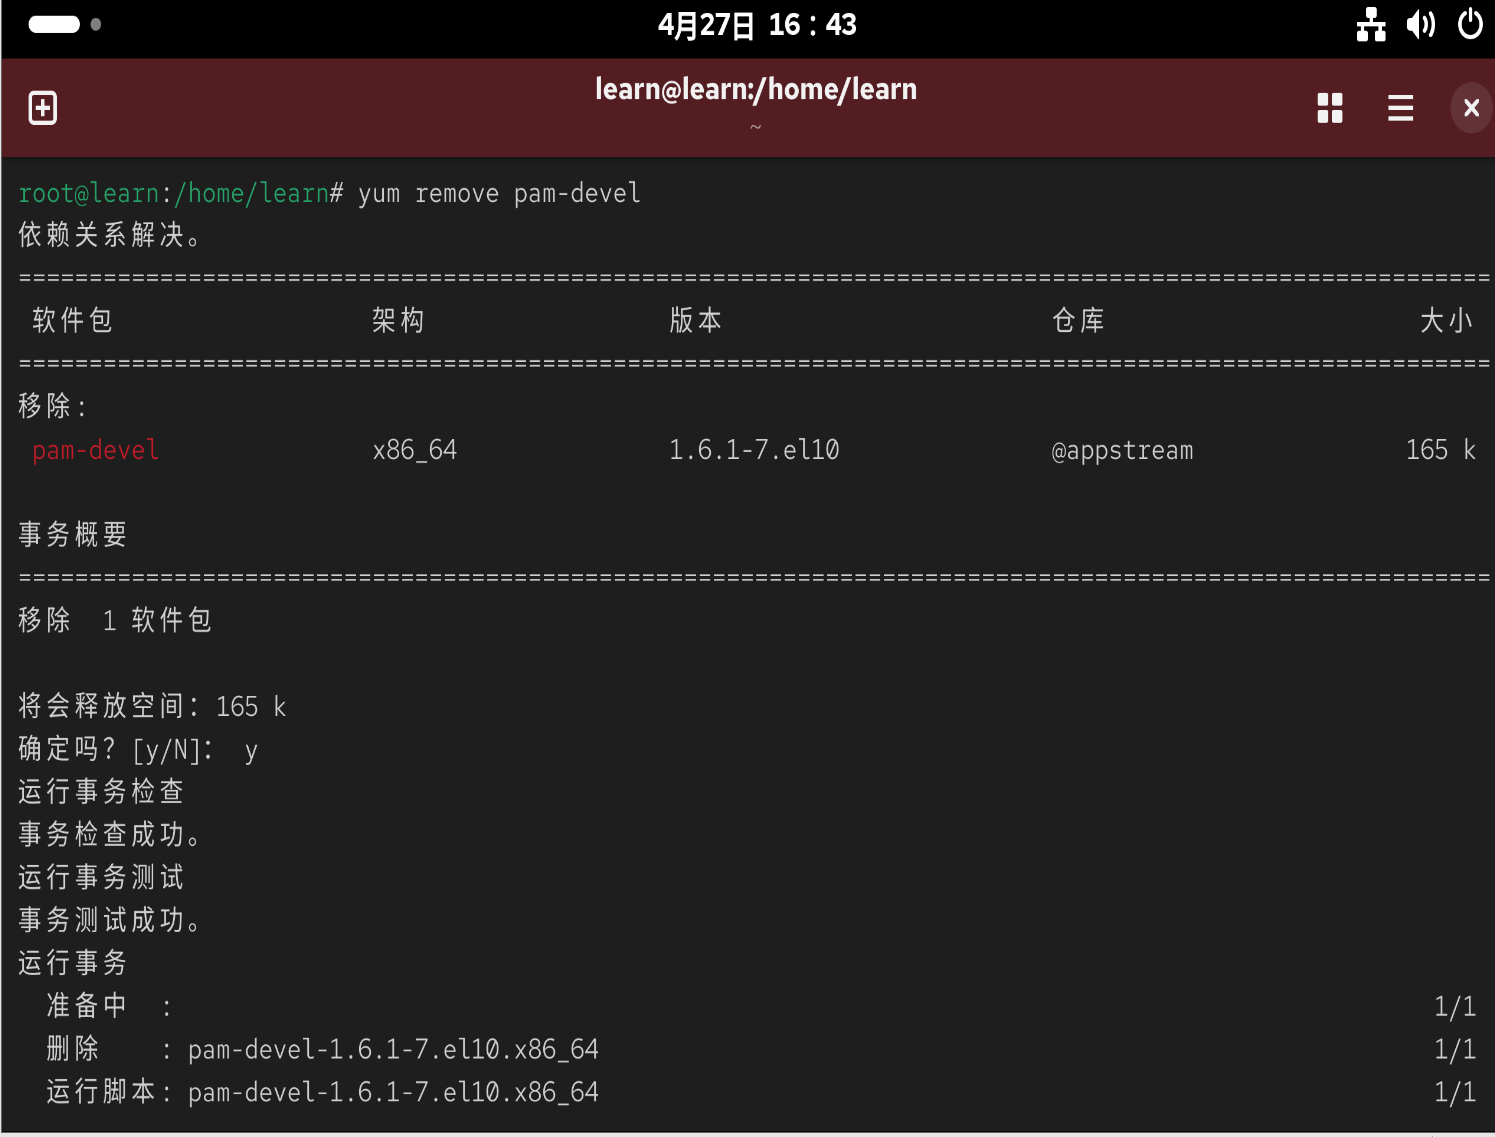 4月27日 16：43
learn@learn:/home/learn
~
root@learn:/home/learn# yum remove pam-devel
依赖关系解决。
========================================================================================================
软件包 架构 版本 仓库 大小
========================================================================================================
移除:
pam-devel x86_64 1.6.1-7.el10 @appstream 165 k
事务概要
========================================================================================================
移除  1 软件包
将会释放空间：165 k
确定吗？[y/N]： y
运行事务检查
事务检查成功。
运行事务测试
事务测试成功。
运行事务
准备中  : 1/1
删除    : pam-devel-1.6.1-7.el10.x86_64 1/1
运行脚本: pam-devel-1.6.1-7.el10.x86_64 1/1